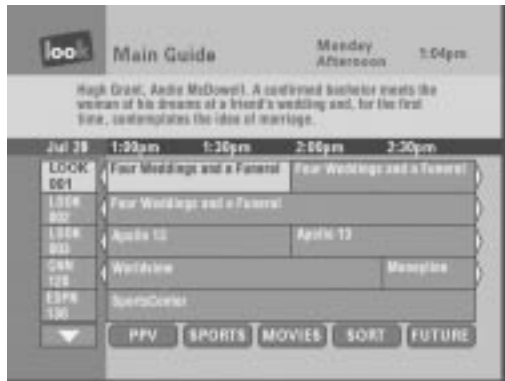 look
Main Guide
Monday
Afternoon
1:04pm
Hugh Grant, Andie McDowell. A confirmed bachelor meets the
woman of his dreams at a friend's wedding and, for the first
time, contemplates the idea of marriage.
Jul 28 1:00pm 1:30pm 2:00pm 2:30pm
LOOK
001
Four Weddings and a Funeral
Four Weddings and a Funeral
LOOK
002
Four Weddings and a Funeral
LOOK
003
Apollo 13
Apollo 13
CNN
128
Worldview
Moneyline
ESPN
SportsCenter
PPV SPORTS MOVIES SORT FUTURE